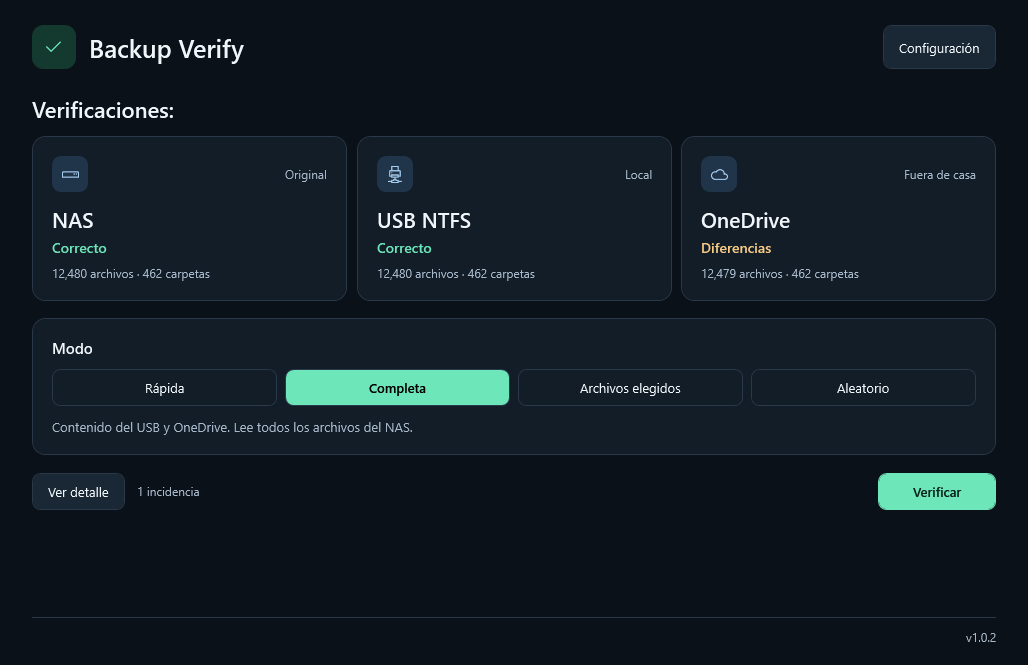 Backup Verify
Configuración
Verificaciones:
Original
NAS
Correcto
12,480 archivos · 462 carpetas
Local
USB NTFS
Correcto
12,480 archivos · 462 carpetas
Fuera de casa
OneDrive
Diferencias
12,479 archivos · 462 carpetas
Modo
Rápida
Completa
Archivos elegidos
Aleatorio
Contenido del USB y OneDrive. Lee todos los archivos del NAS.
Ver detalle
1 incidencia
Verificar
v1.0.2